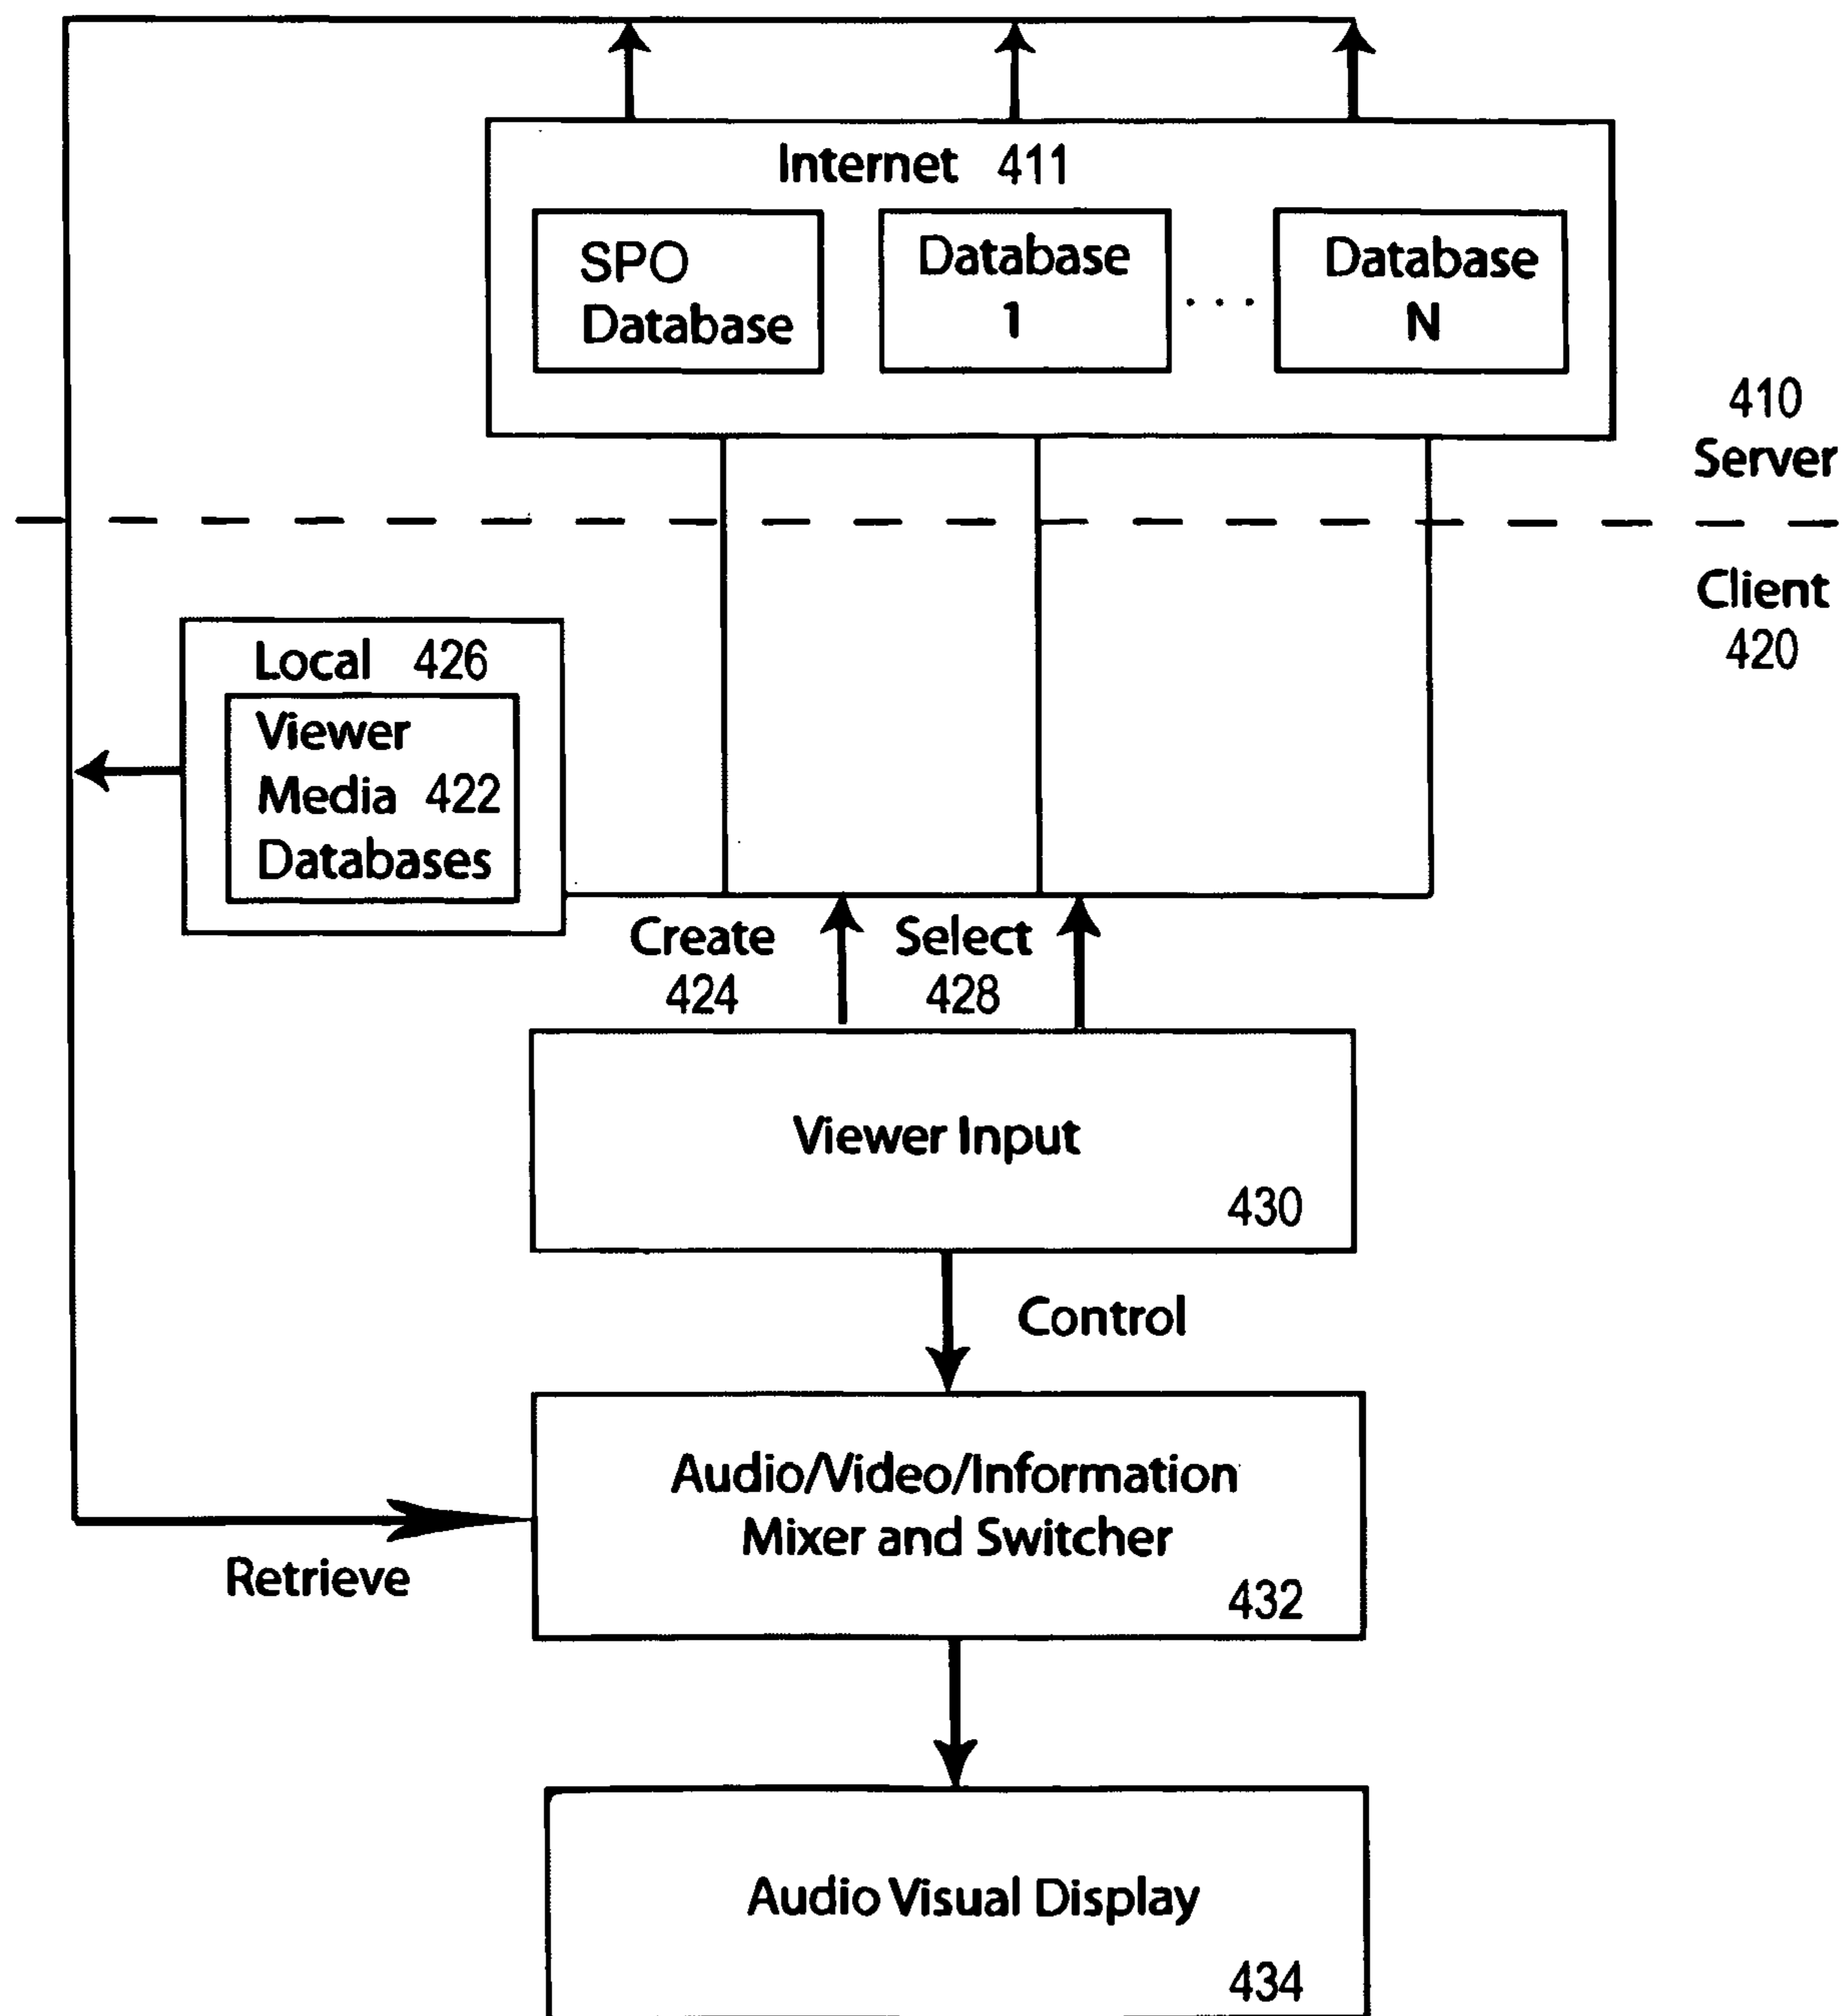 Internet 411
SPO
Database
Database
1
...
Database
N
410
Server
Client
420
Local 426
Viewer
Media 422
Databases
Create
424
Select
428
Viewer Input
430
Control
Audio/Video/Information
Mixer and Switcher
432
Retrieve
Audio Visual Display
434